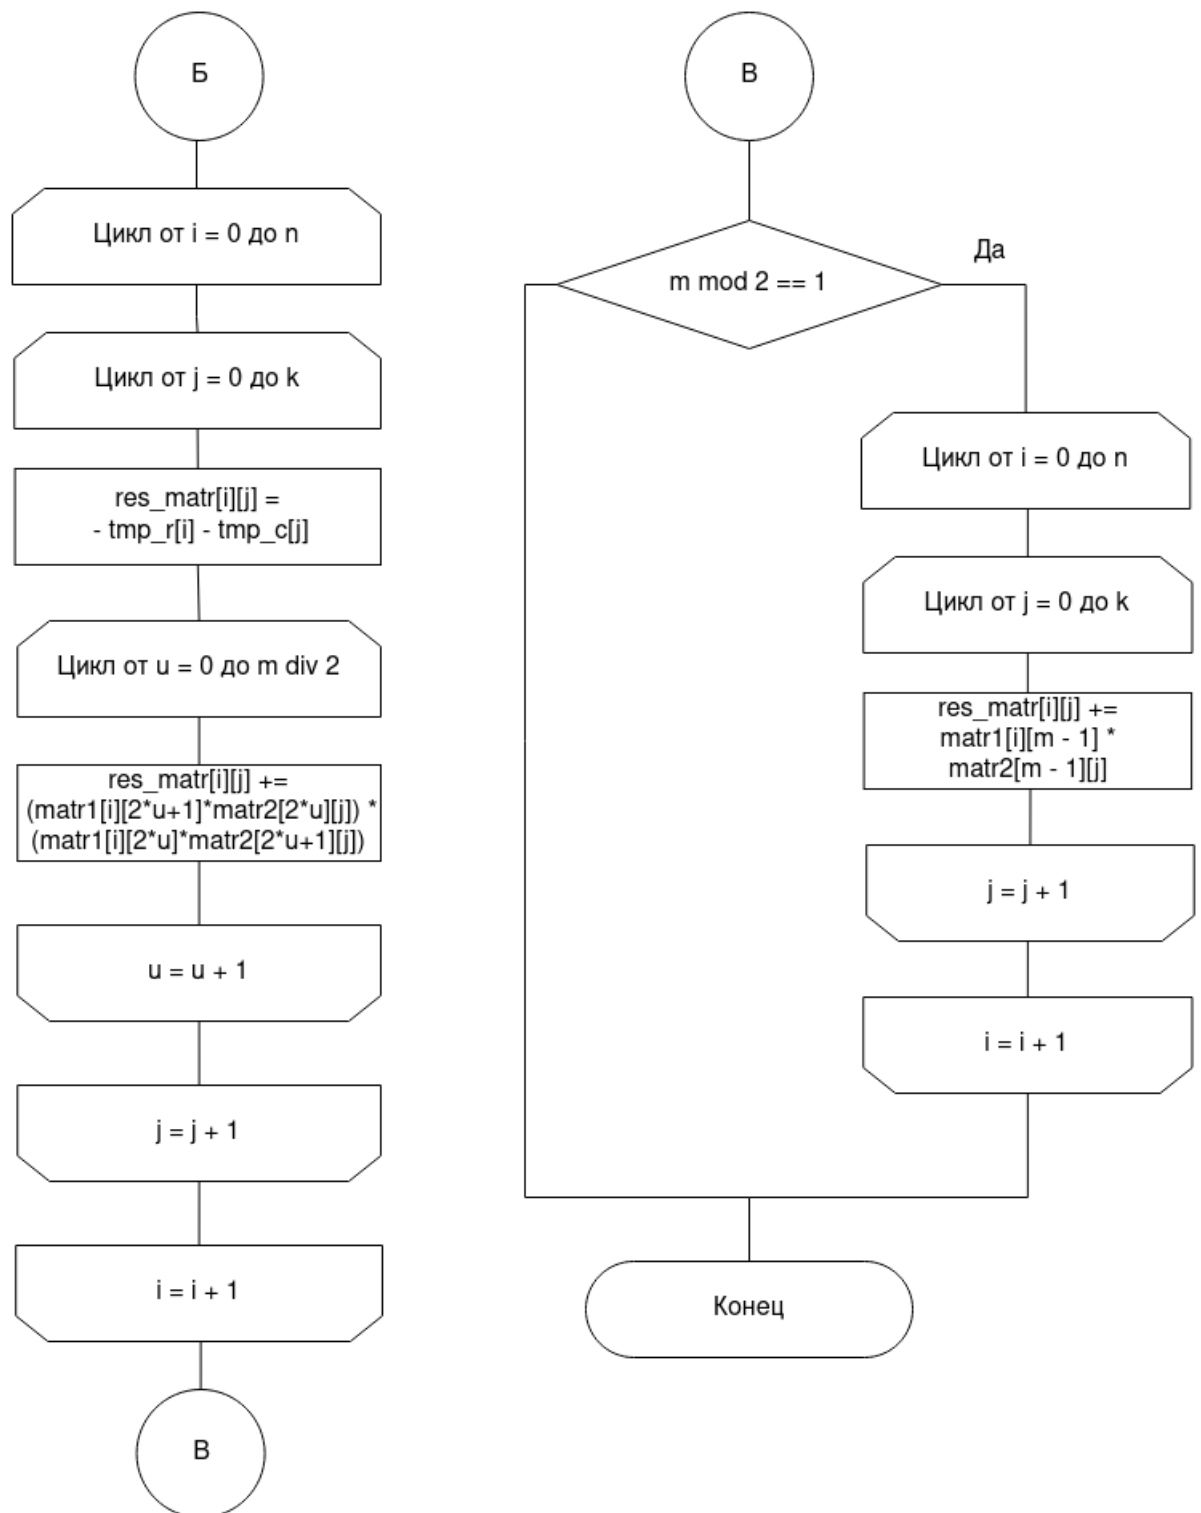 Б
Цикл от i = 0 до n
Цикл от j = 0 до k
res_matr[i][j] =
- tmp_r[i] - tmp_c[j]
Цикл от u = 0 до m div 2
res_matr[i][j] +=
(matr1[i][2*u+1]*matr2[2*u][j]) *
(matr1[i][2*u]*matr2[2*u+1][j])
u = u + 1
j = j + 1
i = i + 1
В
В
m mod 2 == 1
Да
Цикл от i = 0 до n
Цикл от j = 0 до k
res_matr[i][j] +=
matr1[i][m - 1] *
matr2[m - 1][j]
j = j + 1
i = i + 1
Конец